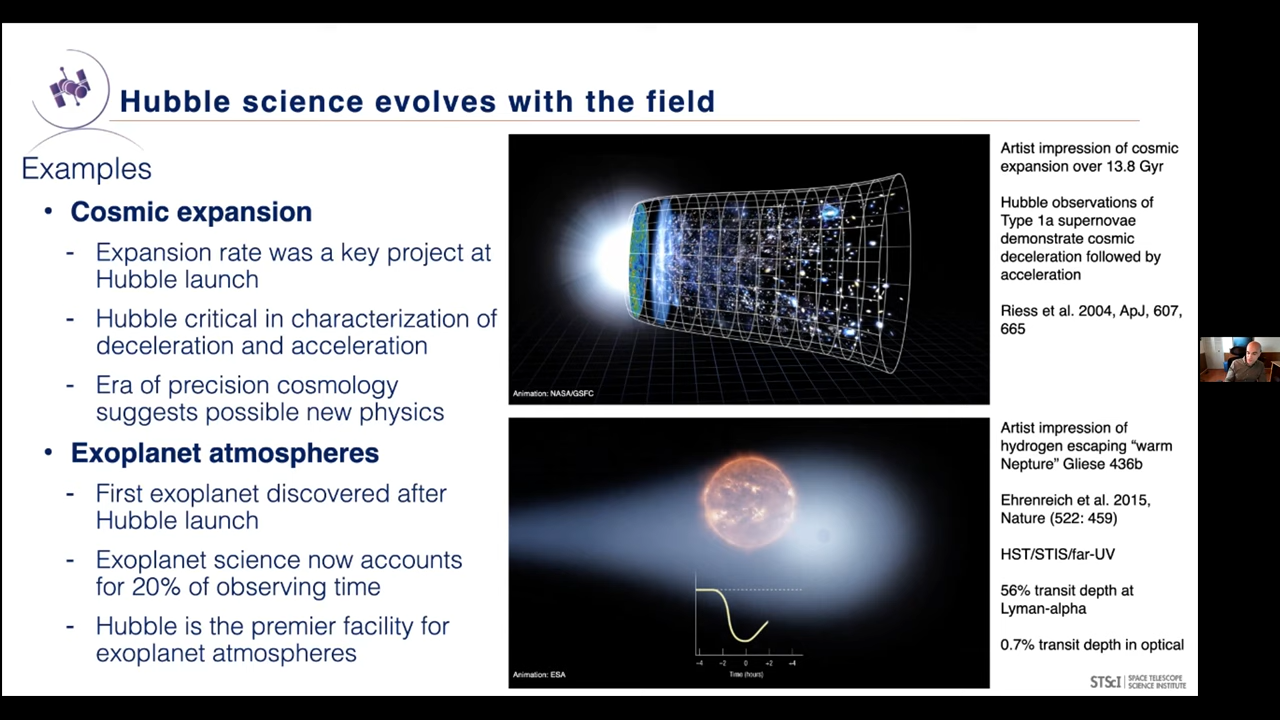 Hubble science evolves with the field
Examples
• Cosmic expansion
- Expansion rate was a key project at
Hubble launch
- Hubble critical in characterization of
deceleration and acceleration
- Era of precision cosmology
suggests possible new physics
• Exoplanet atmospheres
- First exoplanet discovered after
Hubble launch
- Exoplanet science now accounts
for 20% of observing time
- Hubble is the premier facility for
exoplanet atmospheres
Animation: NASA/GSFC
Artist impression of cosmic
expansion over 13.8 Gyr
Hubble observations of
Type 1a supernovae
demonstrate cosmic
deceleration followed by
acceleration
Riess et al. 2004, ApJ, 607,
665
-4 -2 0 +2 +4
Time (hours)
Animation: ESA
Artist impression of
hydrogen escaping “warm
Nepture” Gliese 436b
Ehrenreich et al. 2015,
Nature (522: 459)
HST/STIS/far-UV
56% transit depth at
Lyman-alpha
0.7% transit depth in optical
STScI | SPACE TELESCOPE
SCIENCE INSTITUTE